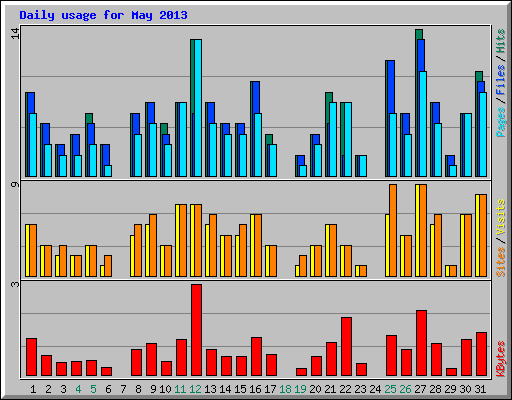 Daily usage for May 2013
14
Pages / Files / Hits
9
Sites / Visits
3
KBytes
1 2 3 4 5 6 7 8 9 10 11 12 13 14 15 16 17 18 19 20 21 22 23 24 25 26 27 28 29 30 31